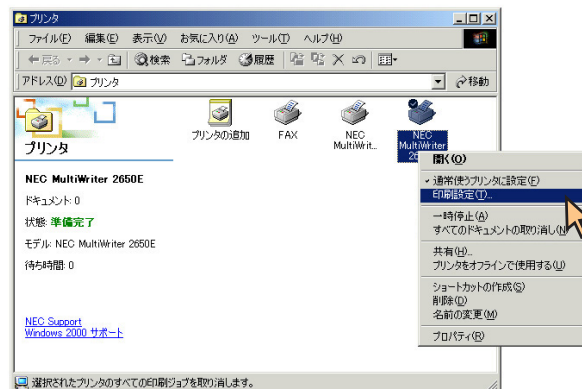 プリンタ
ファイル(F) 編集(E) 表示(V) お気に入り(A) ツール(T) ヘルプ(H)
戻る 検索 フォルダ 履歴
アドレス(D) プリンタ 移動
プリンタ
NEC MultiWriter 2650E
ドキュメント: 0
状態: 準備完了
モデル: NEC MultiWriter 2650E
待ち時間: 0
NEC Support
Windows 2000 サポート
プリンタの追加
FAX
NEC
MultiWrit...
NEC
MultiWriter
開く(O)
通常使うプリンタに設定(F)
印刷設定(T)...
一時停止(A)
すべてのドキュメントの取り消し(N
共有(H)...
プリンタをオフラインで使用する(U)
ショートカットの作成(S)
削除(D)
名前の変更(M)
プロパティ(R)
選択されたプリンタのすべての印刷ジョブを取り消します。